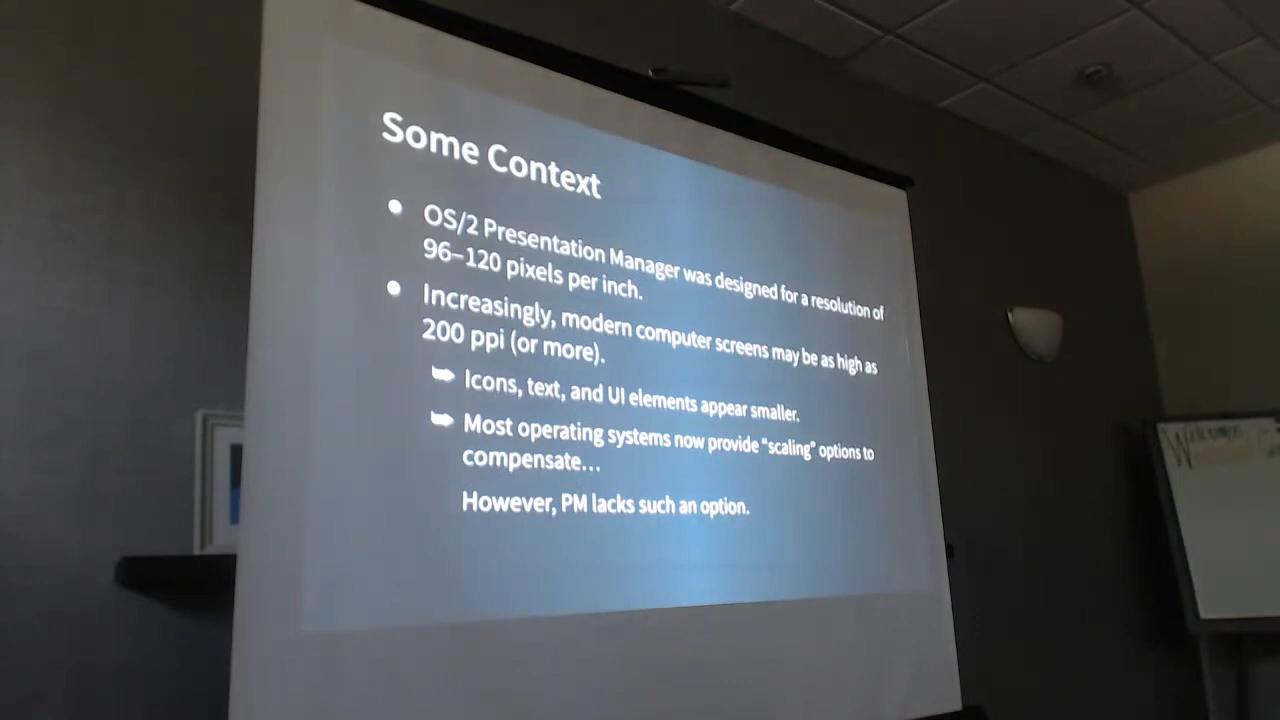 Some Context
OS/2 Presentation Manager was designed for a resolution of
96–120 pixels per inch.
Increasingly, modern computer screens may be as high as
200 ppi (or more).
Icons, text, and UI elements appear smaller.
Most operating systems now provide “scaling” options to
compensate…
However, PM lacks such an option.
Welcome